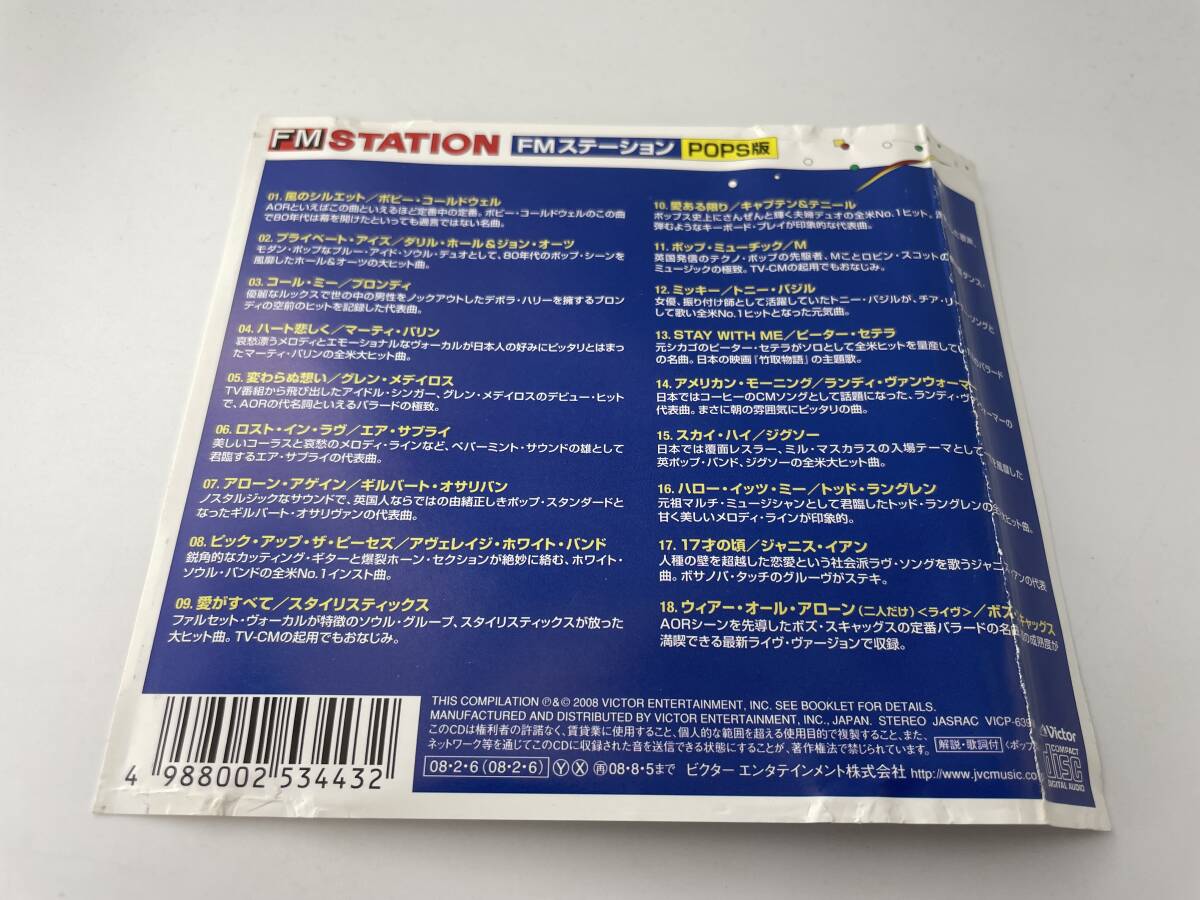 FM STATION FMステーション POPS版
01. 風のシルエット／ボビー・コールドウェル
AORといえばこの曲といえるほど定番中の定番。ボビー・コールドウェルのこの曲
で80年代は幕を開けたといっても過言ではない名曲。
02. プライベート・アイズ／ダリル・ホール&ジョン・オーツ
モダン・ポップなブルー・アイド・ソウル・デュオとして、80年代のポップ・シーンを
風靡したホール&オーツの大ヒット曲。
03. コール・ミー／ブロンディ
優麗なルックスで世の中の男性をノックアウトしたデボラ・ハリーを擁するブロン
ディの空前のヒットを記録した代表曲。
04. ハート悲しく／マーティ・バリン
哀愁漂うメロディとエモーショナルなヴォーカルが日本人の好みにピッタリとはまっ
たマーティ・バリンの全米大ヒット曲。
05. 変わらぬ想い／グレン・メデイロス
TV番組から飛び出したアイドル・シンガー、グレン・メデイロスのデビュー・ヒット
で、AORの代名詞といえるバラードの極致。
06. ロスト・イン・ラヴ／エア・サプライ
美しいコーラスと哀愁のメロディ・ラインなど、ペパーミント・サウンドの雄として
君臨するエア・サプライの代表曲。
07. アローン・アゲイン／ギルバート・オサリバン
ノスタルジックなサウンドで、英国人ならではの由緒正しきポップ・スタンダードと
なったギルバート・オサリヴァンの代表曲。
08. ピック・アップ・ザ・ピーセズ／アヴェレイジ・ホワイト・バンド
鋭角的なカッティング・ギターと爆裂ホーン・セクションが絶妙に絡む、ホワイト・
ソウル・バンドの全米No.1インスト曲。
09. 愛がすべて／スタイリスティックス
ファルセット・ヴォーカルが特徴のソウル・グループ、スタイリスティックスが放った
大ヒット曲。TV-CMの起用でもおなじみ。
10. 愛ある限り／キャプテン&テニール
ポップス史上にさんぜんと輝く夫婦デュオの全米No.1ヒット。
弾むようなキーボード・プレイが印象的な代表曲。
11. ポップ・ミューヂック／M
英国発信のテクノ・ポップの先駆者、Mことロビン・スコットの
ミュージックの極致。TV-CMの起用でもおなじみ。
12. ミッキー／トニー・バジル
女優、振り付け師として活躍していたトニー・バジルが、チア・リー
して歌い全米No.1ヒットとなった元気曲。
13. STAY WITH ME／ピーター・セテラ
元シカゴのピーター・セテラがソロとして全米ヒットを量産して
の名曲。日本の映画『竹取物語』の主題歌。
14. アメリカン・モーニング／ランディ・ヴァンウォーマー
日本ではコーヒーのCMソングとして話題になった、ランディ・ヴァ
代表曲。まさに朝の雰囲気にピッタリの曲。
15. スカイ・ハイ／ジグソー
日本では覆面レスラー、ミル・マスカラスの入場テーマとして
を風靡した
英ポップ・バンド、ジグソーの全米大ヒット曲。
16. ハロー・イッツ・ミー／トッド・ラングレン
元祖マルチ・ミュージシャンとして君臨したトッド・ラングレンの全米ヒット曲。
甘く美しいメロディ・ラインが印象的。
17. 17才の頃／ジャニス・イアン
人種の壁を超越した恋愛という社会派ラヴ・ソングを歌うジャニス・イアンの代表
曲。ボサノバ・タッチのグルーヴがステキ。
18. ウィアー・オール・アローン（二人だけ）＜ライヴ＞／ボズ・スキャッグス
AORシーンを先導したボズ・スキャッグスの定番バラードの名曲の成熟度が
満喫できる最新ライヴ・ヴァージョンで収録。
THIS COMPILATION ℗&© 2008 VICTOR ENTERTAINMENT, INC. SEE BOOKLET FOR DETAILS.
MANUFACTURED AND DISTRIBUTED BY VICTOR ENTERTAINMENT, INC., JAPAN. STEREO JASRAC VICP-639
このCDは権利者の許諾なく、賃貸業に使用すること、個人的な範囲を超える使用目的で複製すること、また、
ネットワーク等を通じてこのCDに収録された音を送信できる状態にすることが、著作権法で禁じられています。 解説・歌詞付 〈ポップス
08・2・6 (08・2・6) Ⓨ Ⓧ 再 08・8・5まで ビクター エンタテインメント株式会社 http://www.jvcmusic.co
Victor
COMPACT
DISC
DIGITAL AUDIO
4 988002 534432